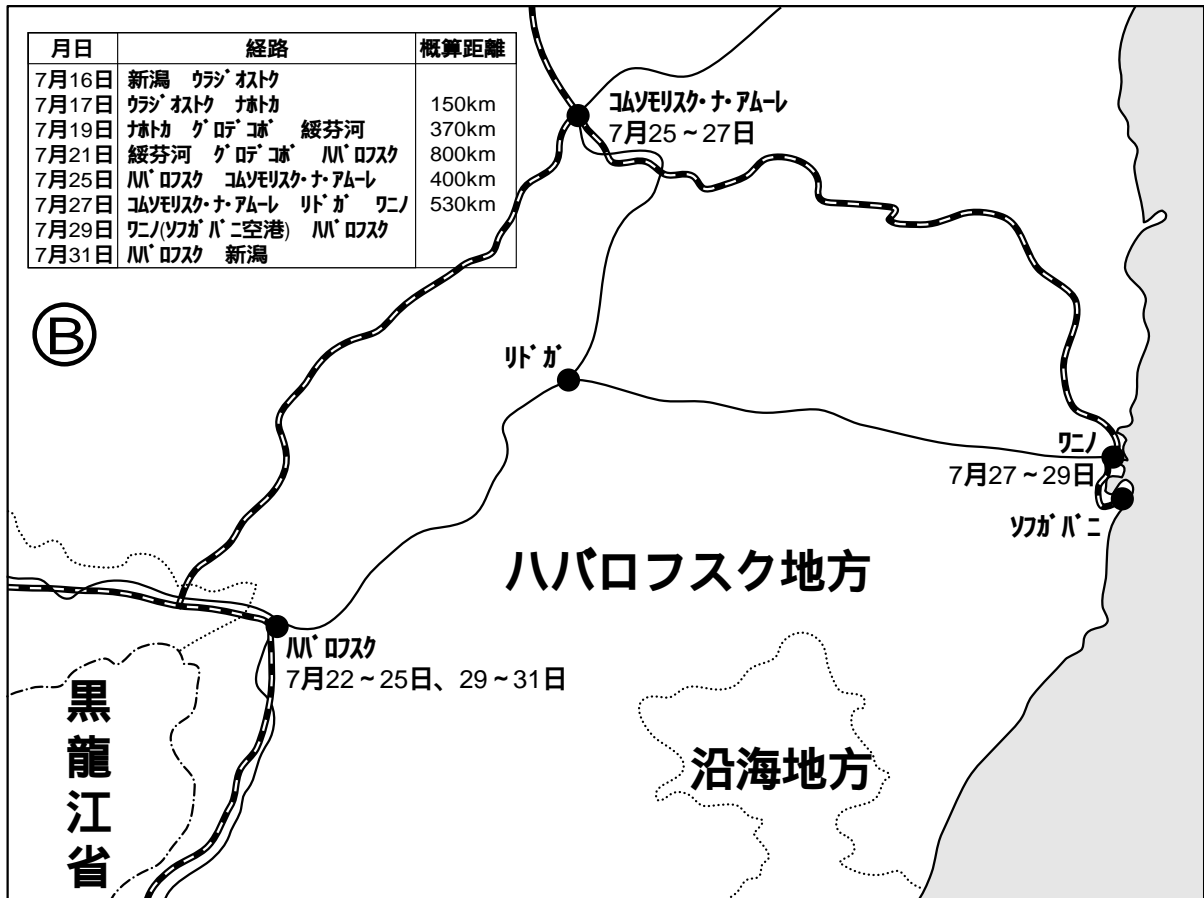 月日 経路 概算距離
7月16日 新潟 ｳﾗｼﾞｵｽﾄｸ
7月17日 ｳﾗｼﾞｵｽﾄｸ ﾅﾎﾄｶ 150km
7月19日 ﾅﾎﾄｶ ｸﾞﾛﾃﾞｺﾎﾞ 綏芬河 370km
7月21日 綏芬河 ｸﾞﾛﾃﾞｺﾎﾞ ﾊﾊﾞﾛﾌｽｸ 800km
7月25日 ﾊﾊﾞﾛﾌｽｸ ｺﾑｿﾓﾘｽｸ･ﾅ･ｱﾑｰﾚ 400km
7月27日 ｺﾑｿﾓﾘｽｸ･ﾅ･ｱﾑｰﾚ ﾘﾄﾞｶﾞ ﾜﾆﾉ 530km
7月29日 ﾜﾆﾉ(ｿﾌｶﾞﾊﾞﾆ空港) ﾊﾊﾞﾛﾌｽｸ
7月31日 ﾊﾊﾞﾛﾌｽｸ 新潟
ｺﾑｿﾓﾘｽｸ･ﾅ･ｱﾑｰﾚ
7月25～27日
Ⓑ
ﾘﾄﾞｶﾞ
ﾜﾆﾉ
7月27～29日
ｿﾌｶﾞﾊﾞﾆ
ハバロフスク地方
ﾊﾊﾞﾛﾌｽｸ
7月22～25日、29～31日
黒龍江省
沿海地方